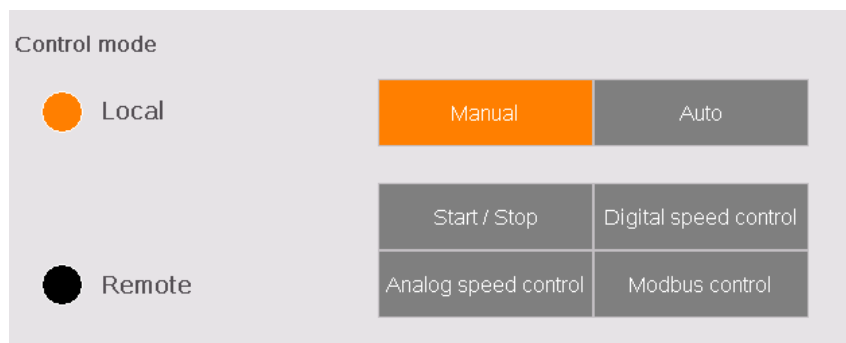 Control mode
Local
Manual
Auto
Start / Stop
Digital speed control
Remote
Analog speed control
Modbus control